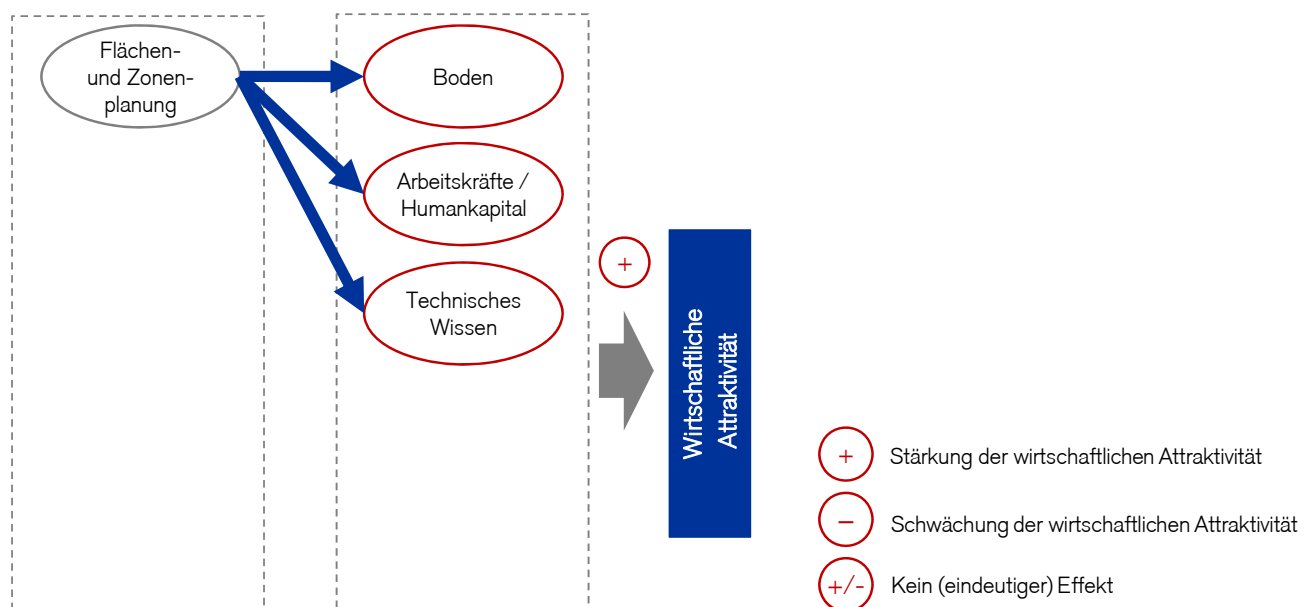 Flächen-
und Zonen-
planung
Boden
Arbeitskräfte /
Humankapital
Technisches
Wissen
+
Wirtschaftliche
Attraktivität
+ Stärkung der wirtschaftlichen Attraktivität
− Schwächung der wirtschaftlichen Attraktivität
+/- Kein (eindeutiger) Effekt